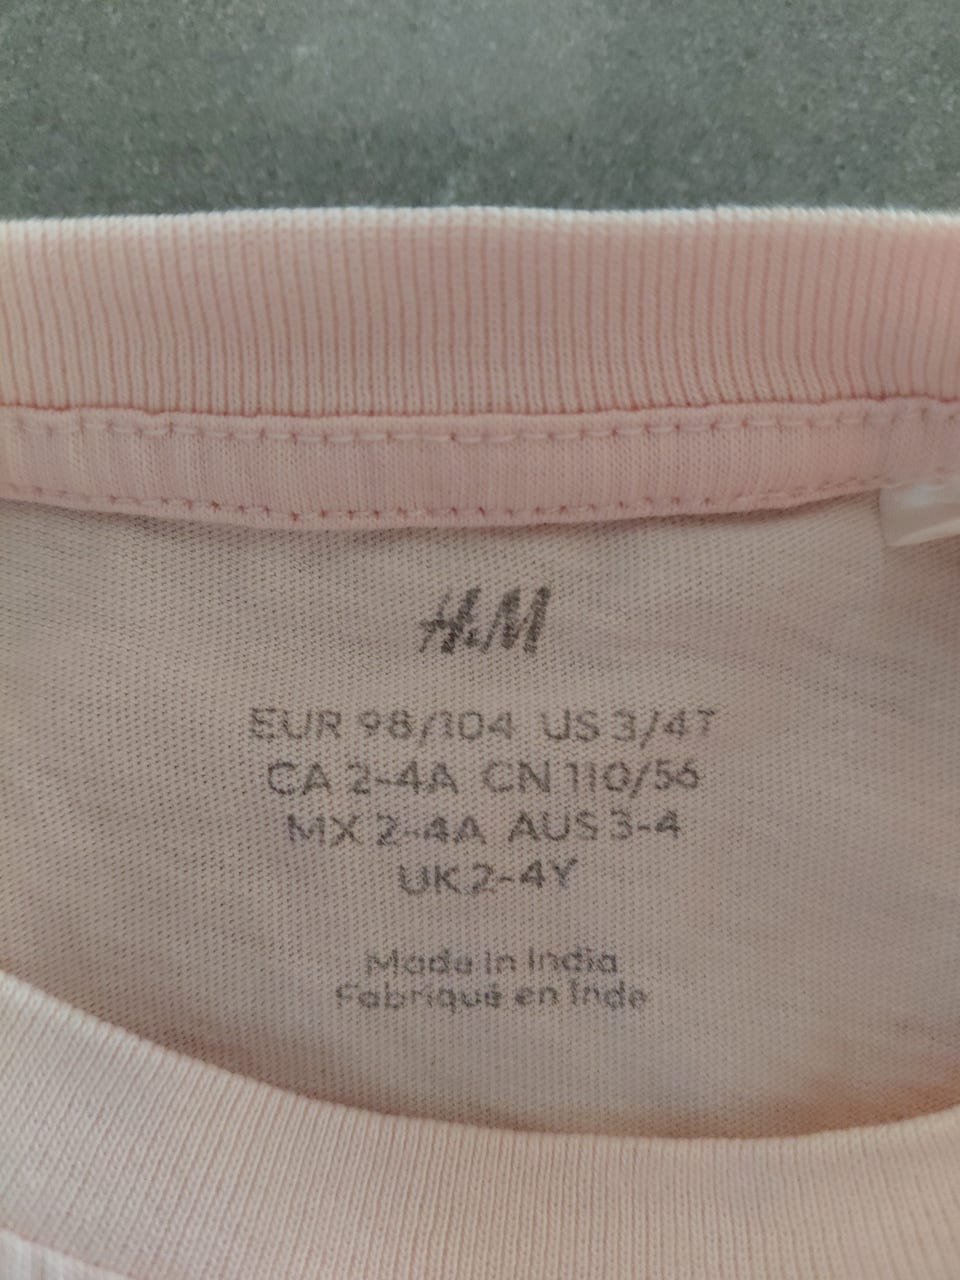 H&M
EUR 98/104 US 3/4T
CA 2-4A CN 110/56
MX 2-4A AUS 3-4
UK 2-4Y
Made in India
Fabriqué en Inde